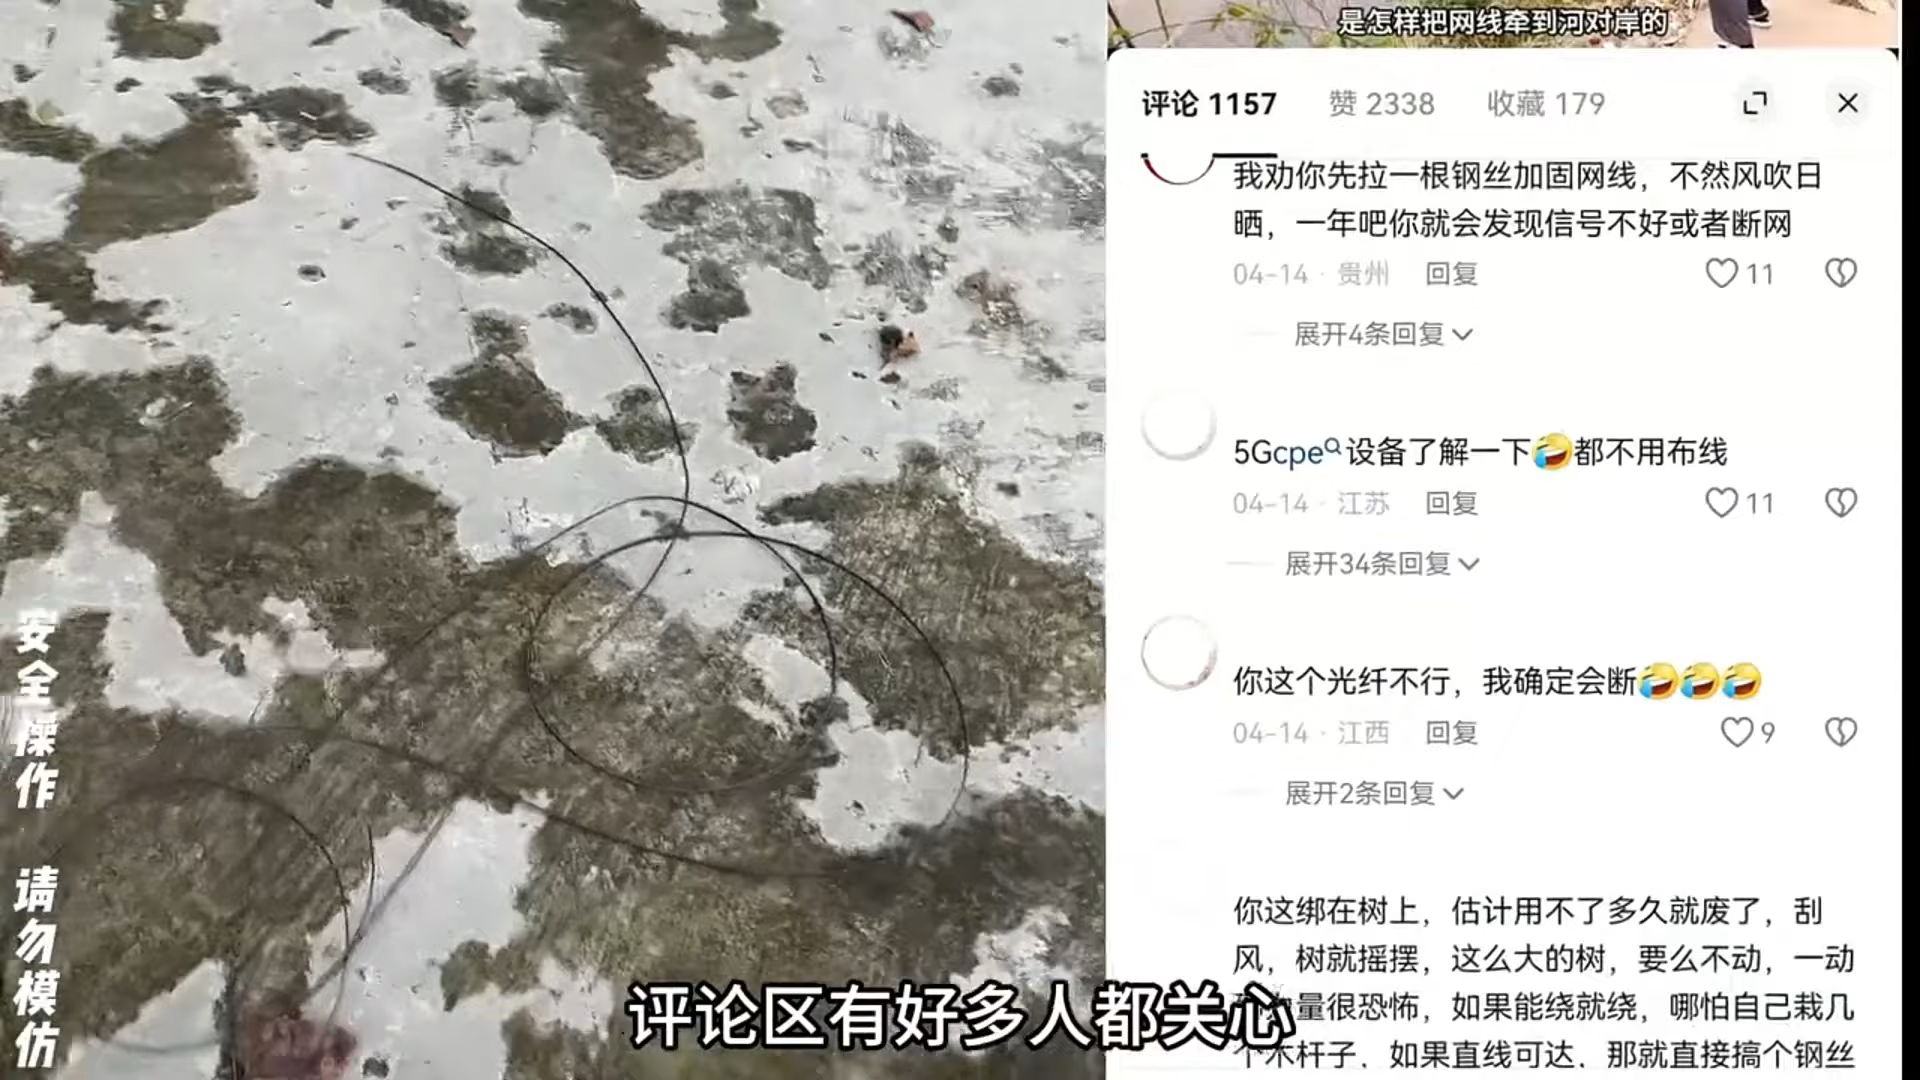 是怎样把网线牵到河对岸的
评论 1157 赞 2338 收藏 179
我劝你先拉一根钢丝加固网线，不然风吹日
晒，一年吧你就会发现信号不好或者断网
04-14 · 贵州 回复 11
展开4条回复
5Gcpe设备了解一下🤣都不用布线
04-14 · 江苏 回复 11
展开34条回复
你这个光纤不行，我确定会断🤣🤣🤣
04-14 · 江西 回复 9
展开2条回复
你这绑在树上，估计用不了多久就废了，刮
风，树就摇摆，这么大的树，要么不动，一动
量很恐怖，如果能绕就绕，哪怕自己栽几
个木杆子，如果直线可达，那就直接搞个钢丝
安全操作 请勿模仿
评论区有好多人都关心